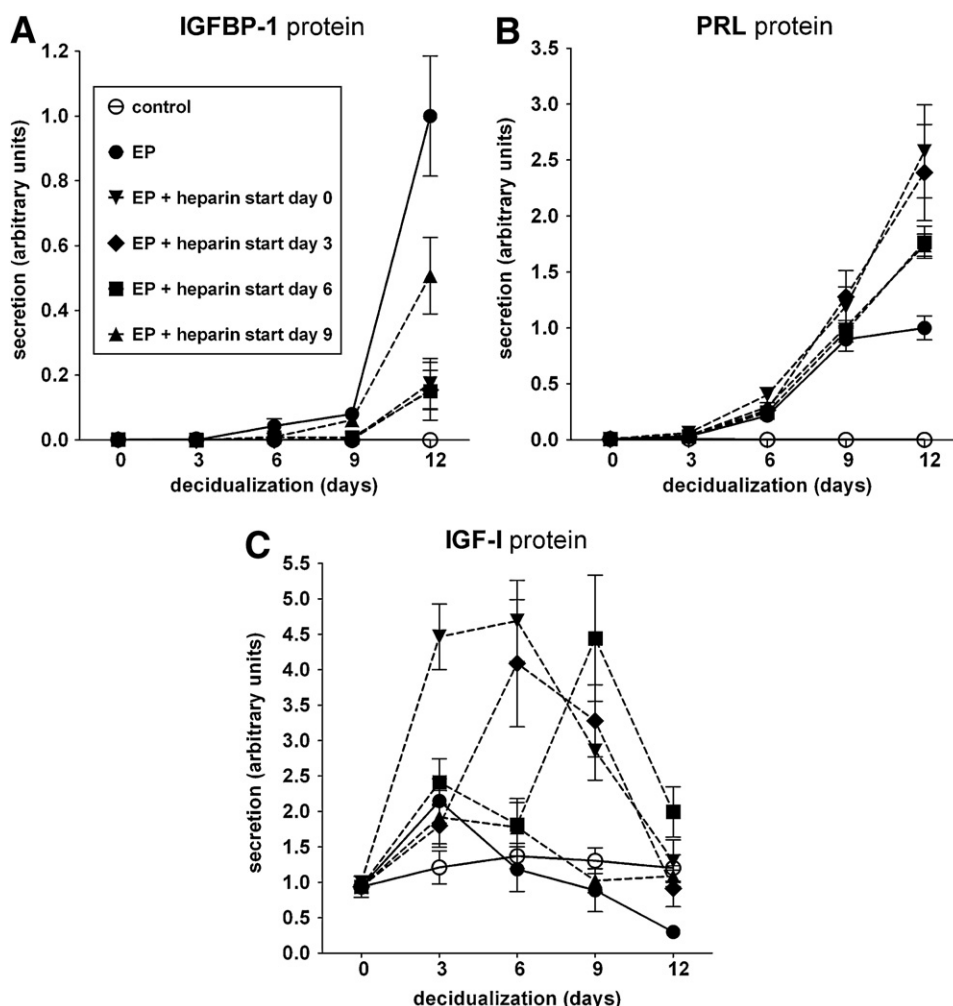 A
IGFBP-1 protein
1.2
1.0
0.8
0.6
0.4
0.2
0.0
secretion (arbitrary units)
control
EP
EP + heparin start day 0
EP + heparin start day 3
EP + heparin start day 6
EP + heparin start day 9
0 3 6 9 12
decidualization (days)
B
PRL protein
3.5
3.0
2.5
2.0
1.5
1.0
0.5
0.0
secretion (arbitrary units)
0 3 6 9 12
decidualization (days)
C
IGF-I protein
5.5
5.0
4.5
4.0
3.5
3.0
2.5
2.0
1.5
1.0
0.5
0.0
secretion (arbitrary units)
0 3 6 9 12
decidualization (days)